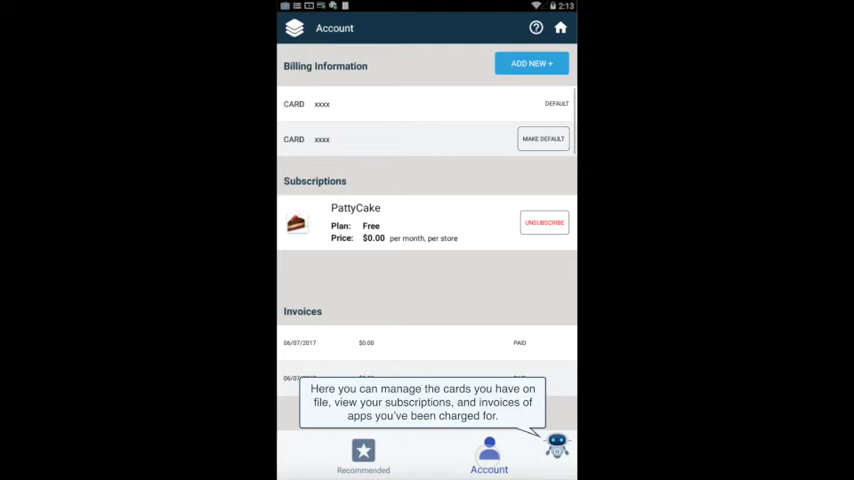 2:13
Account
Billing Information
ADD NEW +
CARD xxxx DEFAULT
CARD xxxx MAKE DEFAULT
Subscriptions
PattyCake
Plan: Free
Price: $0.00 per month, per store
UNSUBSCRIBE
Invoices
06/07/2017 $0.00 PAID
Here you can manage the cards you have on
file, view your subscriptions, and invoices of
apps you've been charged for.
Recommended
Account